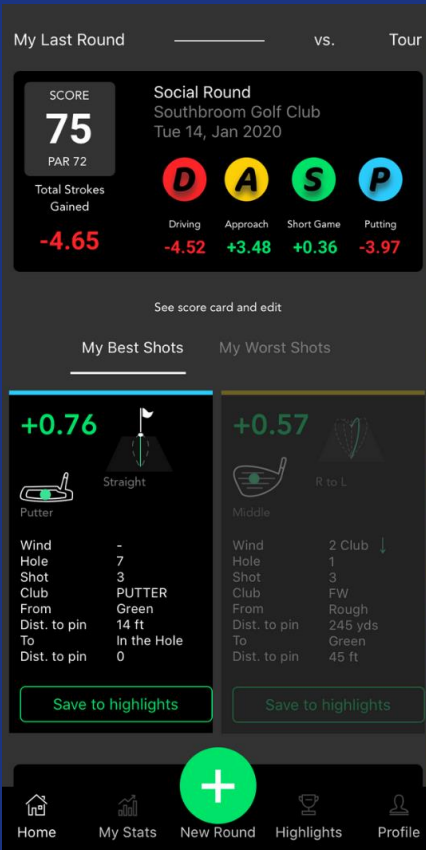 My Last Round vs. Tour
SCORE
75
PAR 72
Total Strokes
Gained
-4.65
Social Round
Southbroom Golf Club
Tue 14, Jan 2020
D A S P
Driving Approach Short Game Putting
-4.52 +3.48 +0.36 -3.97
See score card and edit
My Best Shots My Worst Shots
+0.76
Straight
Putter
Wind -
Hole 7
Shot 3
Club PUTTER
From Green
Dist. to pin 14 ft
To In the Hole
Dist. to pin 0
Save to highlights
+0.57
R to L
Middle
Wind 2 Club ↓
Hole 1
Shot 3
Club FW
From Rough
Dist. to pin 245 yds
To Green
Dist. to pin 45 ft
Save to highlights
+
Home My Stats New Round Highlights Profile